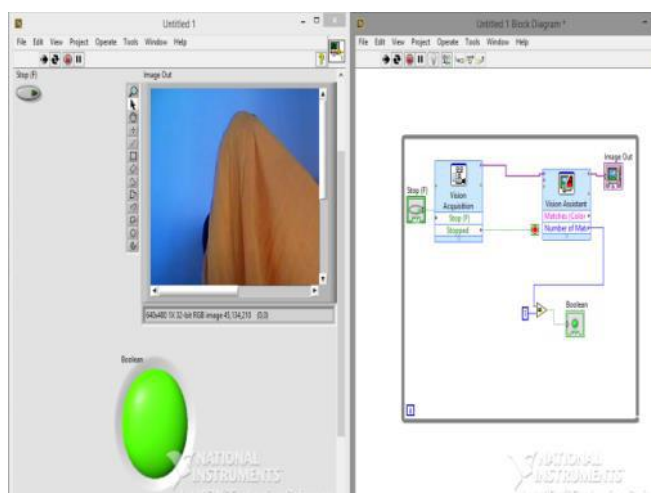 Untitled 1
File Edit View Project Operate Tools Window Help
Stop (F)
Image Out
640x480 1X 32-bit RGB image 45,134,210 (0,0)
Boolean
NATIONAL
INSTRUMENTS
Untitled 1 Block Diagram *
File Edit View Project Operate Tools Window Help
Image Out
Stop (F)
Vision
Acquisition
Stop (F)
Stopped
Vision Assistant
Matches (Color
Number of Mat
Boolean
i
NATIONAL
INSTRUMENTS